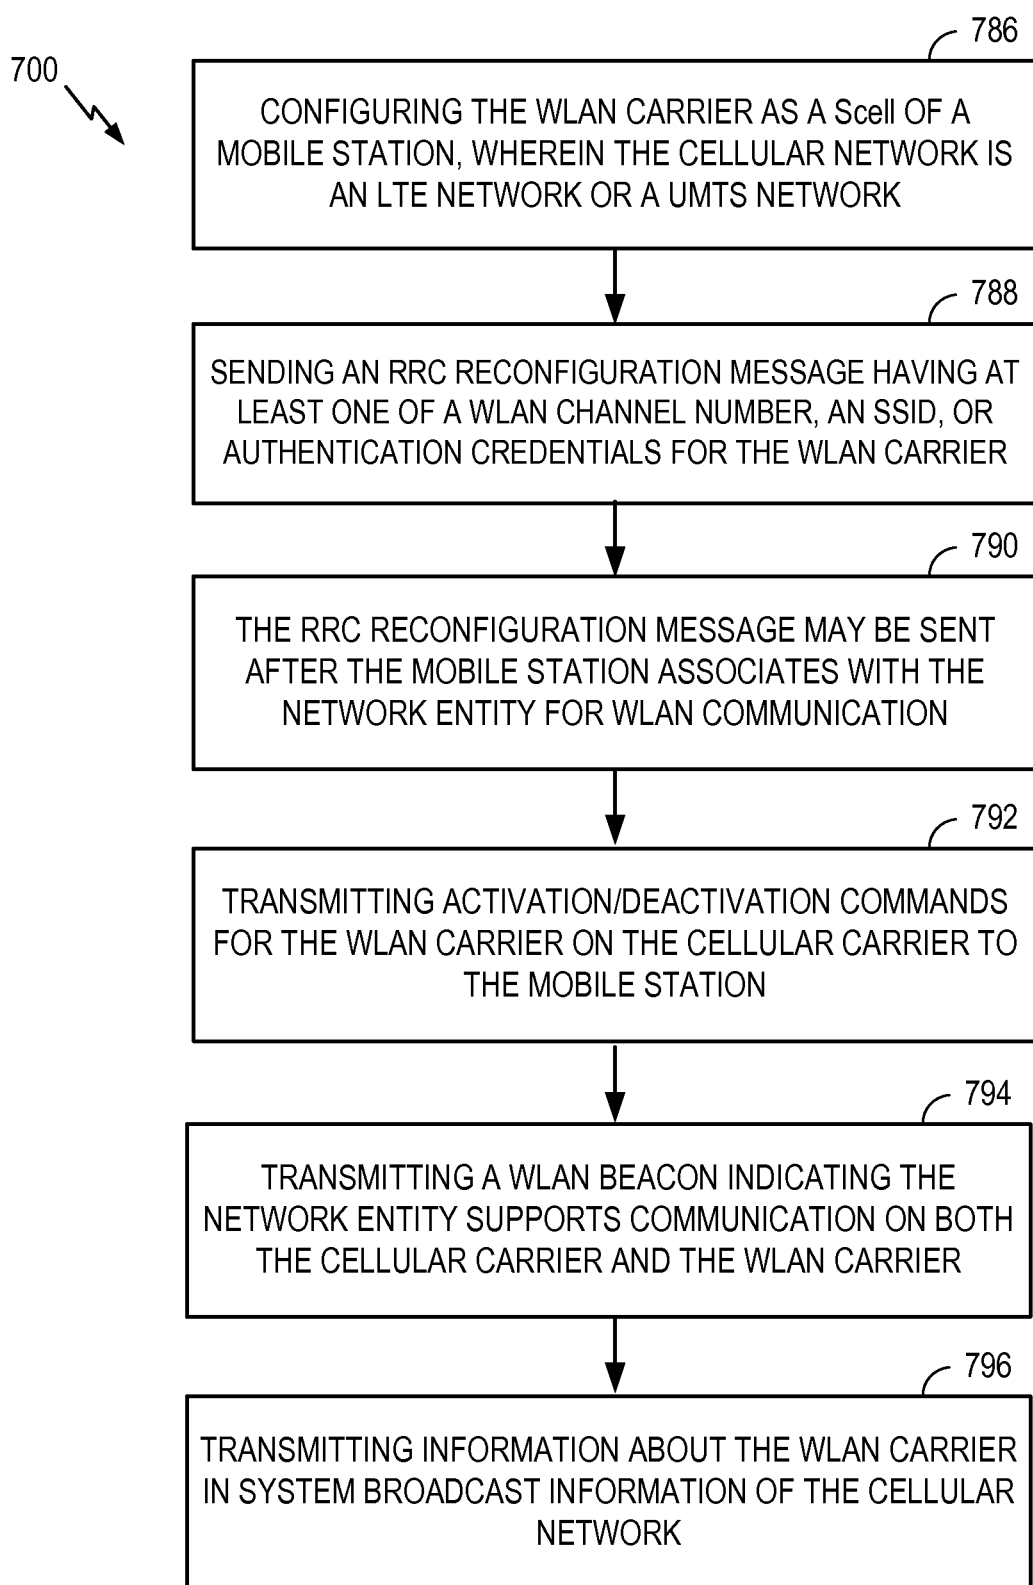 700
786
CONFIGURING THE WLAN CARRIER AS A Scell OF A
MOBILE STATION, WHEREIN THE CELLULAR NETWORK IS
AN LTE NETWORK OR A UMTS NETWORK
788
SENDING AN RRC RECONFIGURATION MESSAGE HAVING AT
LEAST ONE OF A WLAN CHANNEL NUMBER, AN SSID, OR
AUTHENTICATION CREDENTIALS FOR THE WLAN CARRIER
790
THE RRC RECONFIGURATION MESSAGE MAY BE SENT
AFTER THE MOBILE STATION ASSOCIATES WITH THE
NETWORK ENTITY FOR WLAN COMMUNICATION
792
TRANSMITTING ACTIVATION/DEACTIVATION COMMANDS
FOR THE WLAN CARRIER ON THE CELLULAR CARRIER TO
THE MOBILE STATION
794
TRANSMITTING A WLAN BEACON INDICATING THE
NETWORK ENTITY SUPPORTS COMMUNICATION ON BOTH
THE CELLULAR CARRIER AND THE WLAN CARRIER
796
TRANSMITTING INFORMATION ABOUT THE WLAN CARRIER
IN SYSTEM BROADCAST INFORMATION OF THE CELLULAR
NETWORK